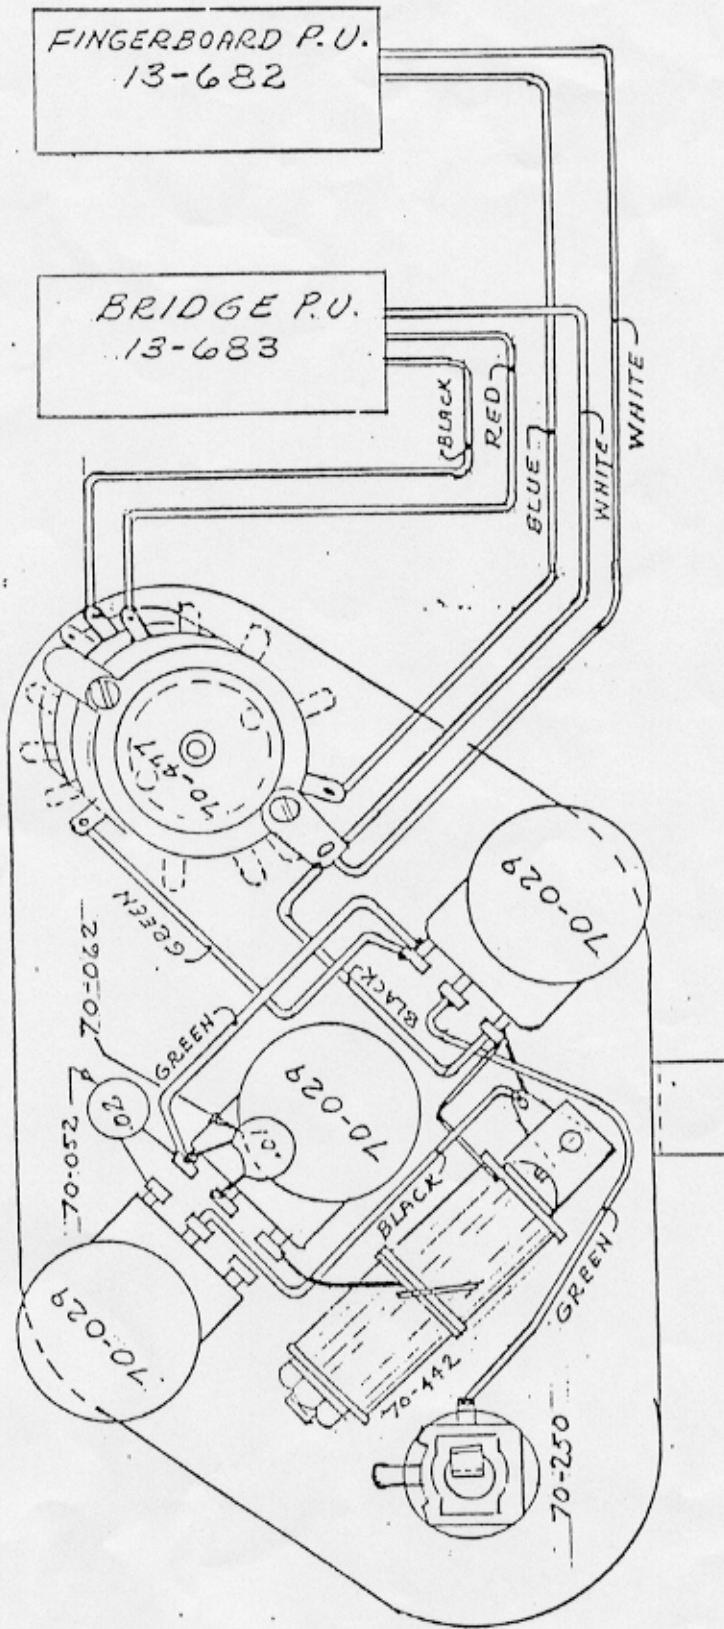 FINGERBOARD P.U.
13-682
BRIDGE P.U.
13-683
BLACK
RED
BLUE
WHITE
WHITE
70-477
GREEN
70-062
70-029
BLACK
GREEN
70-029
.02
.01
70-052
BLACK
70-029
GREEN
70-442
70-250